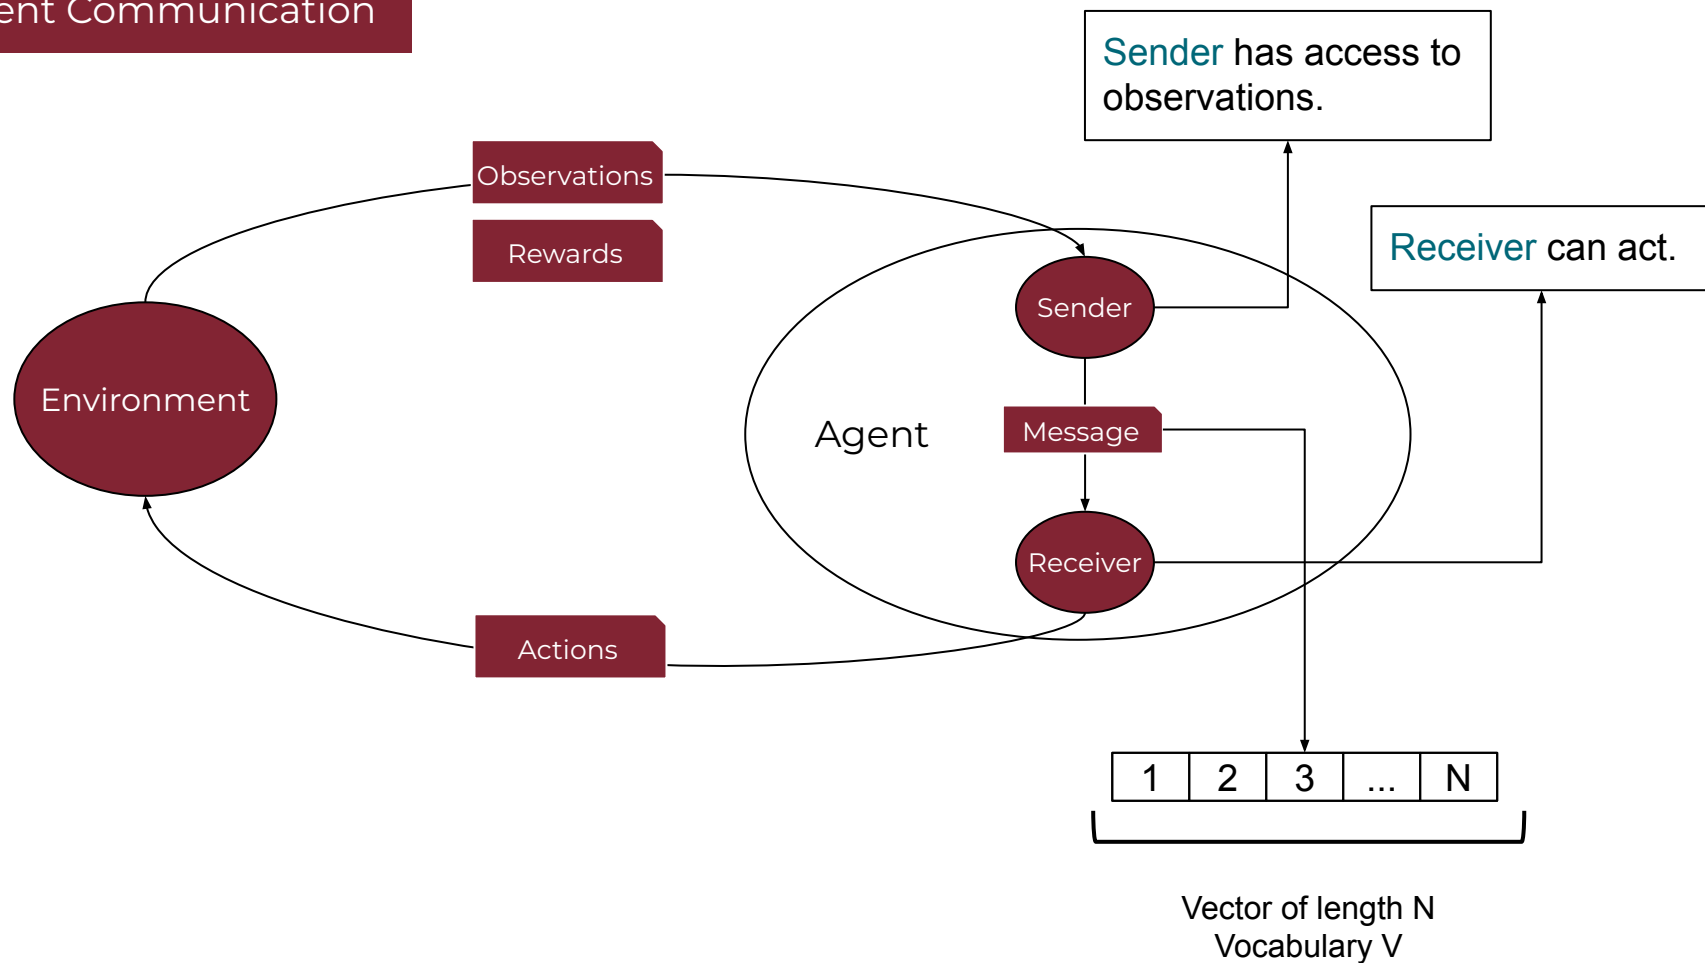 Communication
Sender has access to
observations.
Observations
Rewards
Receiver can act.
Sender
Environment
Agent
Message
Receiver
Actions
1 2 3 ... N
Vector of length N
Vocabulary V